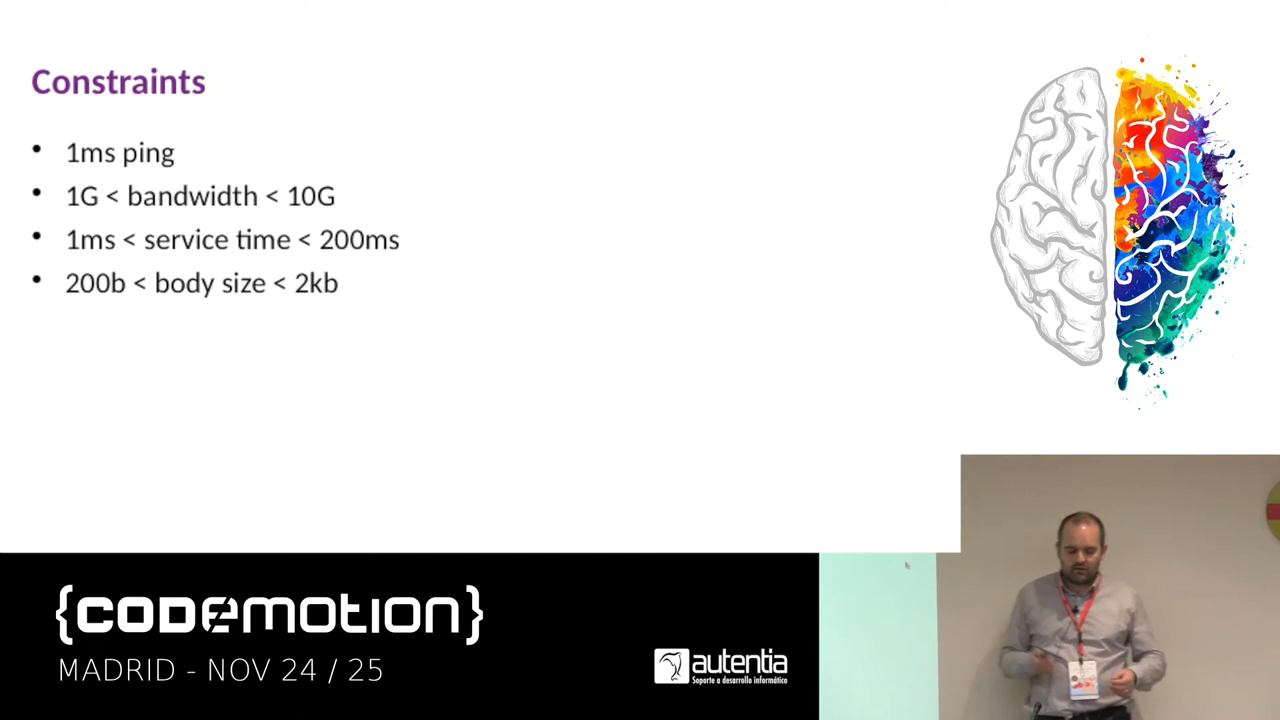 Constraints
• 1ms ping
• 1G < bandwidth < 10G
• 1ms < service time < 200ms
• 200b < body size < 2kb
{codemotion}
MADRID - NOV 24 / 25
autentia
Soporte a desarrollo informático